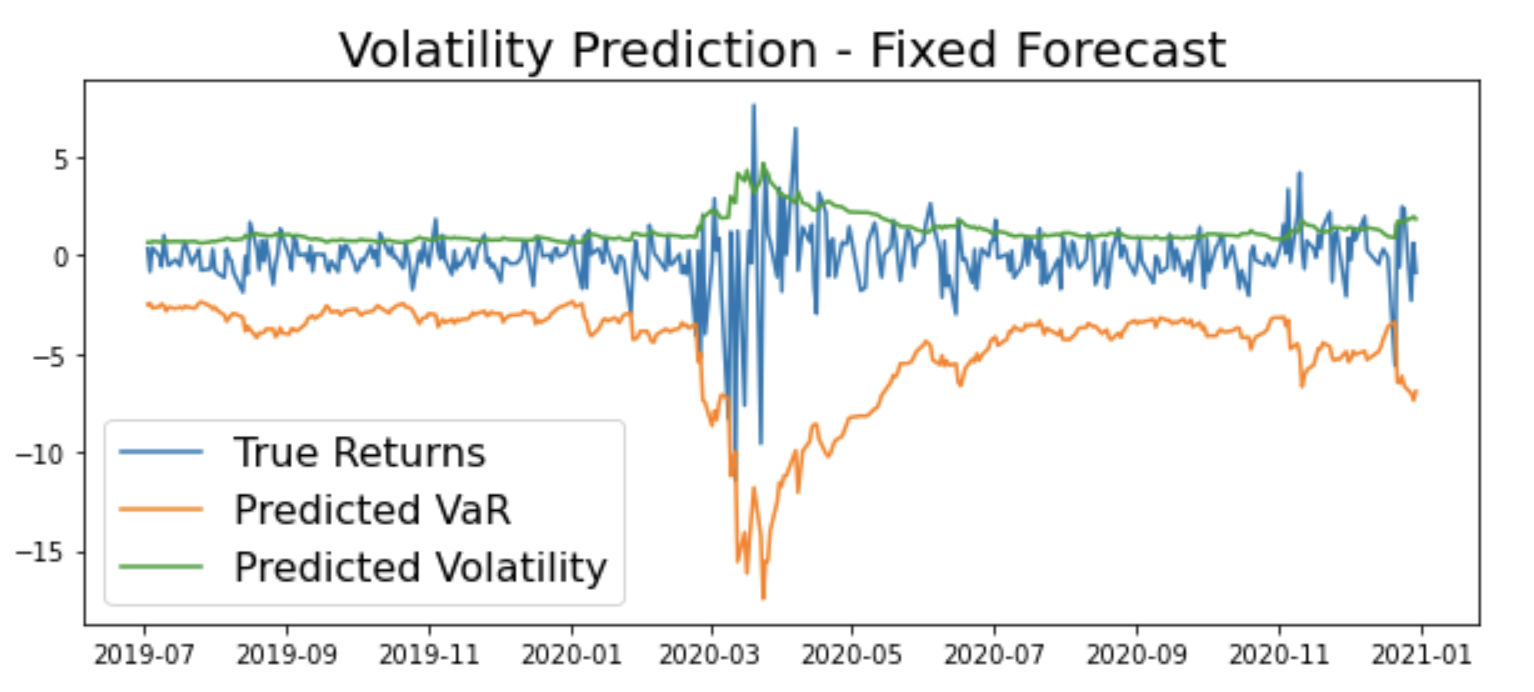 Volatility Prediction - Fixed Forecast
5
0
−5
−10
−15
True Returns
Predicted VaR
Predicted Volatility
2019-07 2019-09 2019-11 2020-01 2020-03 2020-05 2020-07 2020-09 2020-11 2021-01